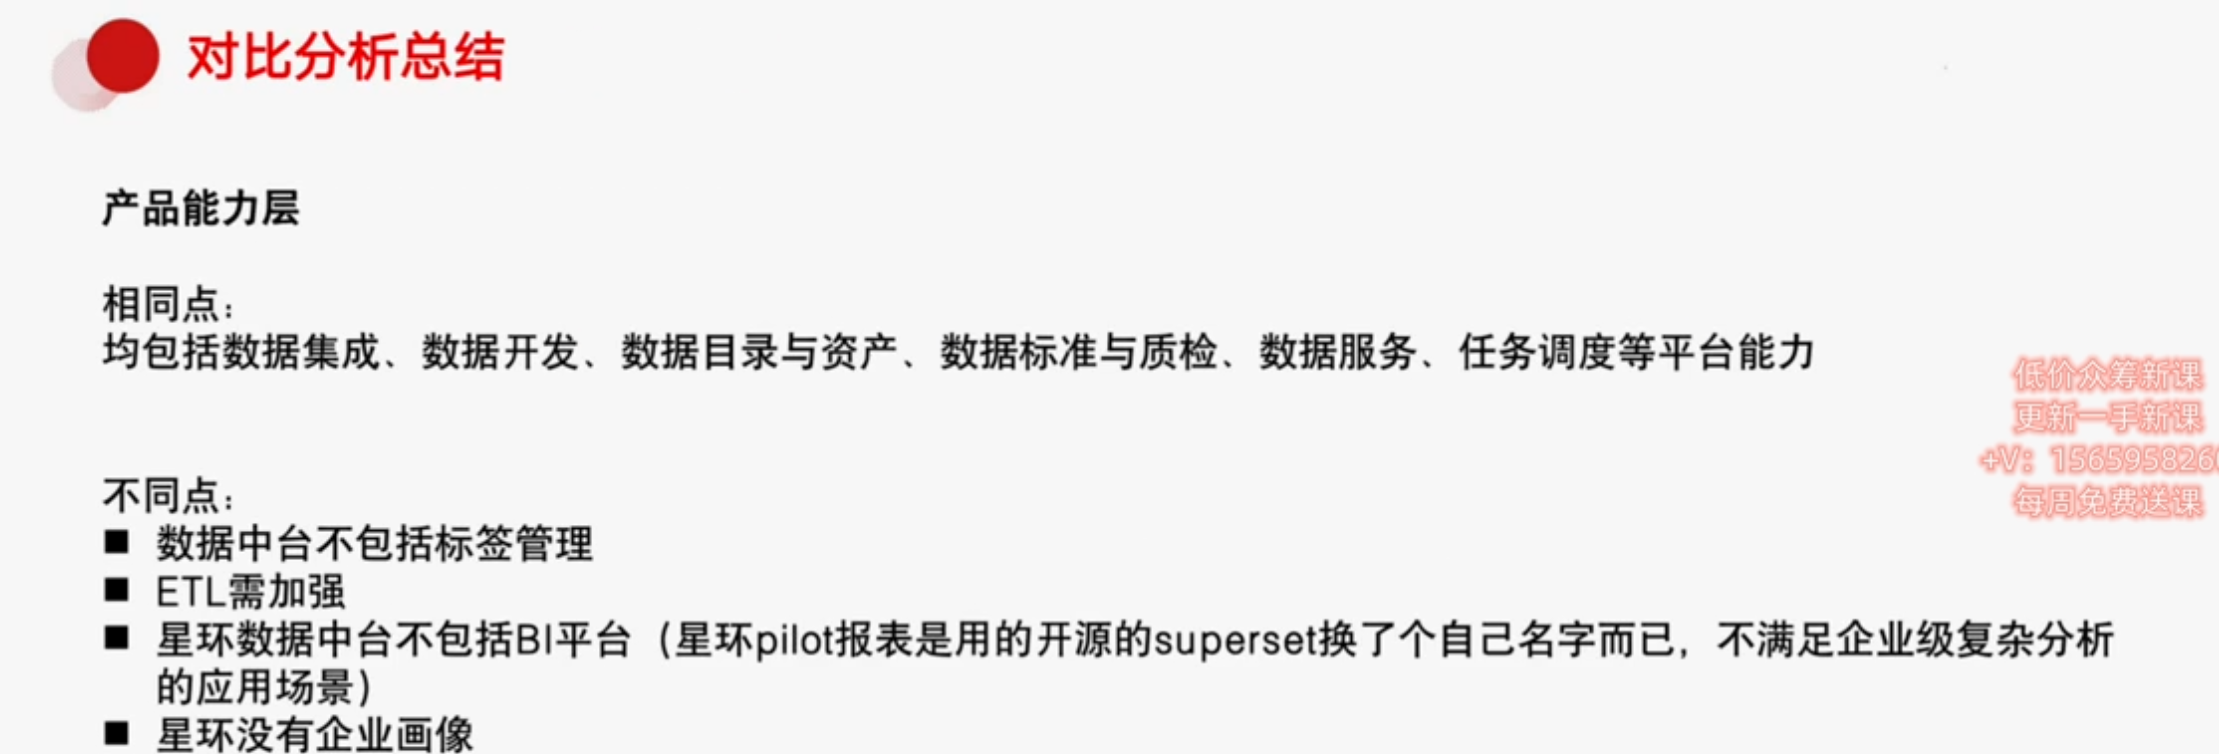 对比分析总结
产品能力层
相同点：
均包括数据集成、数据开发、数据目录与资产、数据标准与质检、数据服务、任务调度等平台能力
低价众筹新课
更新一手新课
+V：156595826
每周免费送课
不同点：
■ 数据中台不包括标签管理
■ ETL需加强
■ 星环数据中台不包括BI平台（星环pilot报表是用的开源的superset换了个自己名字而已，不满足企业级复杂分析
的应用场景）
■ 星环没有企业画像